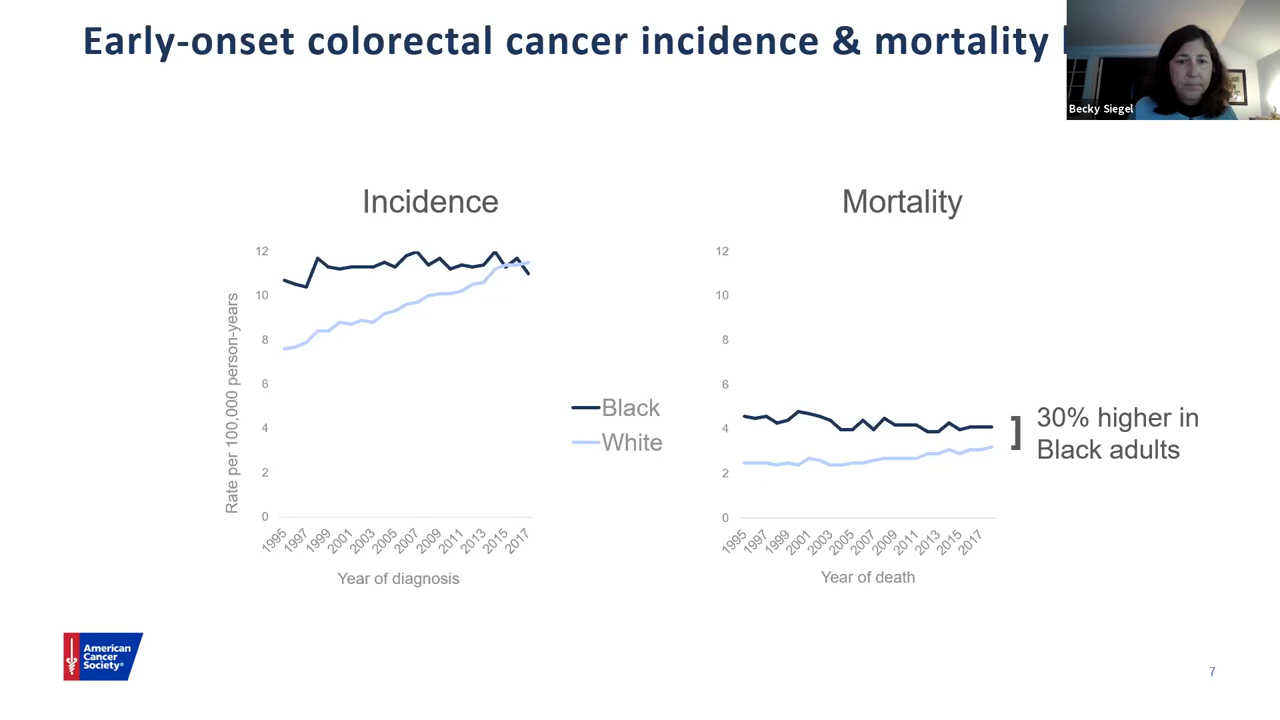 Early-onset colorectal cancer incidence & mortality
Becky Siegel
Incidence
12
10
8
6
4
2
0
Rate per 100,000 person-years
1995
1997
1999
2001
2003
2005
2007
2009
2011
2013
2015
2017
Year of diagnosis
Black
White
Mortality
12
10
8
6
4
2
0
1995
1997
1999
2001
2003
2005
2007
2009
2011
2013
2015
2017
Year of death
30% higher in
Black adults
American
Cancer
Society®
7